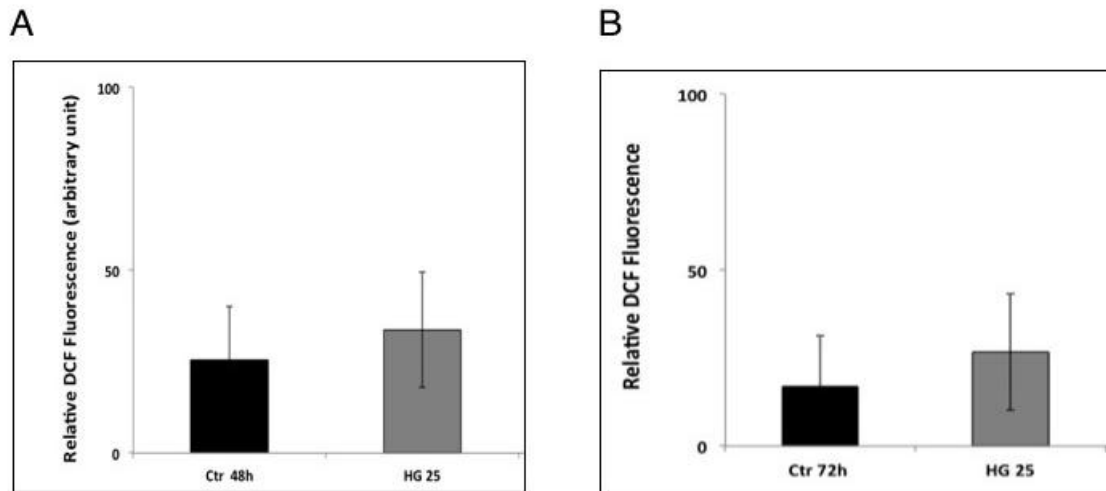 A
Relative DCF Fluorescence (arbitrary unit)
100
50
0
Ctr 48h
HG 25
B
Relative DCF Fluorescence
100
50
0
Ctr 72h
HG 25